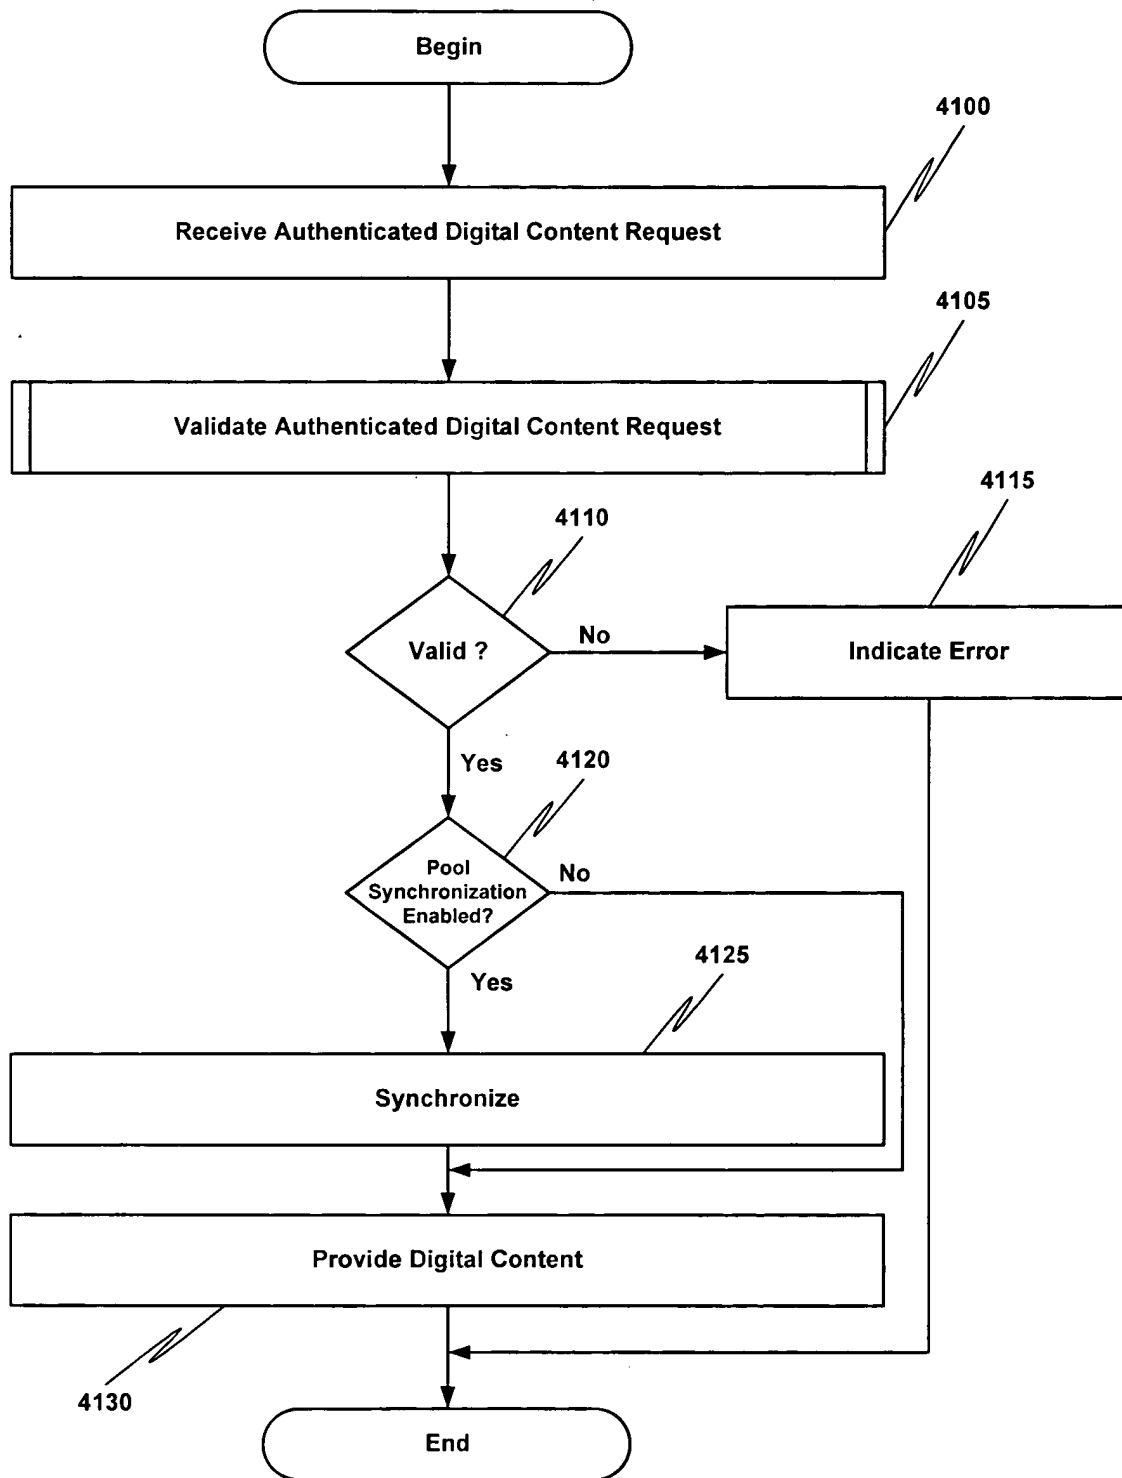 Begin
4100
Receive Authenticated Digital Content Request
4105
Validate Authenticated Digital Content Request
4115
4110
Valid ?
No
Indicate Error
Yes
4120
Pool
Synchronization
Enabled?
No
4125
Yes
Synchronize
Provide Digital Content
4130
End